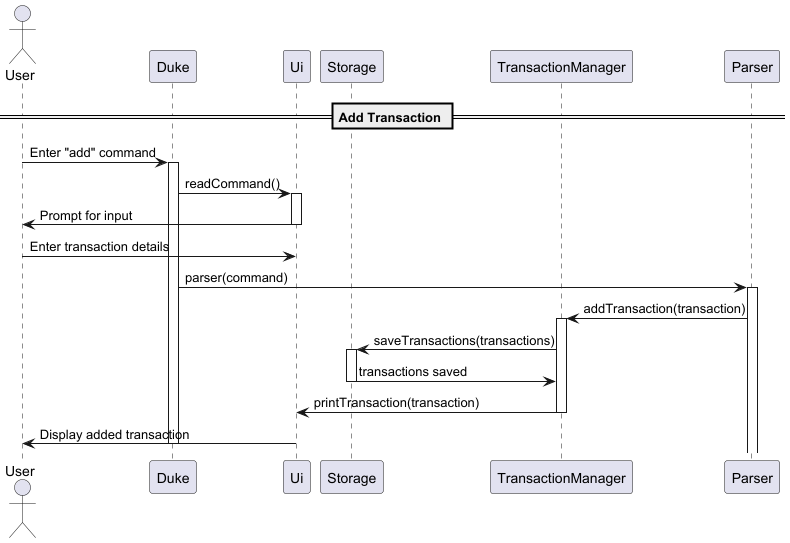 User
Duke
Ui
Storage
TransactionManager
Parser
Add Transaction
Enter "add" command
readCommand()
Prompt for input
Enter transaction details
parser(command)
addTransaction(transaction)
saveTransactions(transactions)
transactions saved
printTransaction(transaction)
Display added transaction
User
Duke
Ui
Storage
TransactionManager
Parser